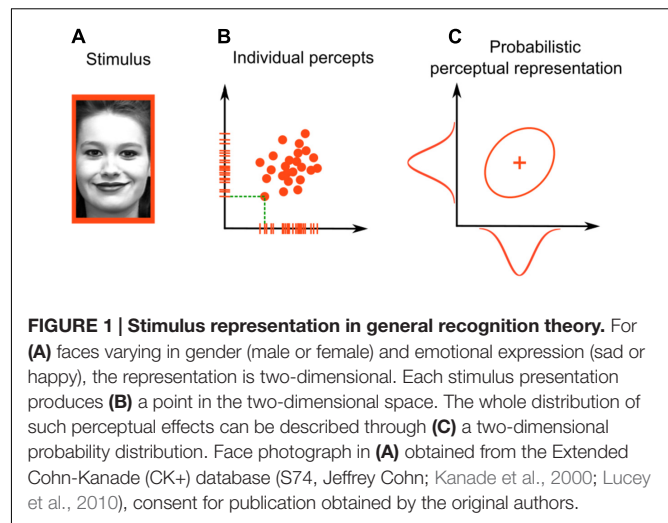 A
Stimulus
B
Individual percepts
C
Probabilistic
perceptual representation
FIGURE 1 | Stimulus representation in general recognition theory. For
(A) faces varying in gender (male or female) and emotional expression (sad or
happy), the representation is two-dimensional. Each stimulus presentation
produces (B) a point in the two-dimensional space. The whole distribution of
such perceptual effects can be described through (C) a two-dimensional
probability distribution. Face photograph in (A) obtained from the Extended
Cohn-Kanade (CK+) database (S74, Jeffrey Cohn; Kanade et al., 2000; Lucey
et al., 2010), consent for publication obtained by the original authors.